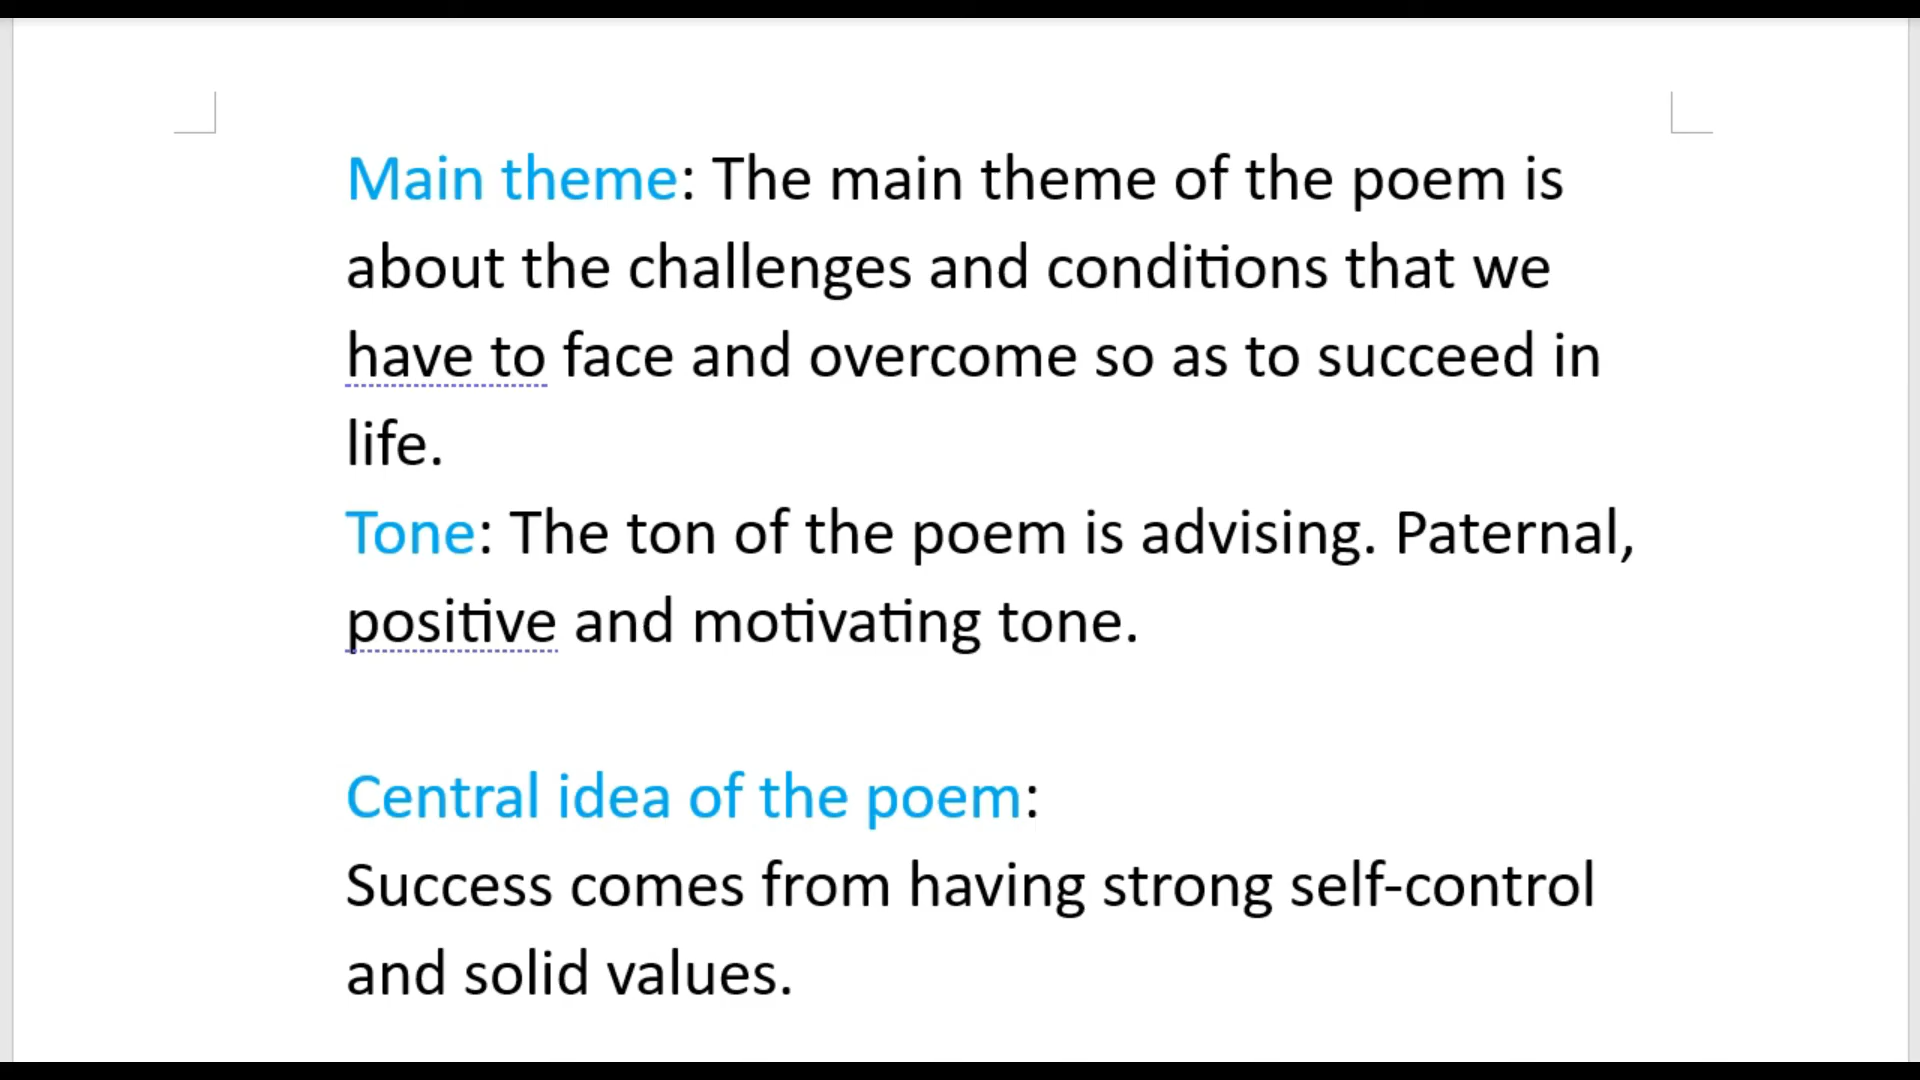 Main theme: The main theme of the poem is
about the challenges and conditions that we
have to face and overcome so as to succeed in
life.
Tone: The ton of the poem is advising. Paternal,
positive and motivating tone.
Central idea of the poem:
Success comes from having strong self-control
and solid values.